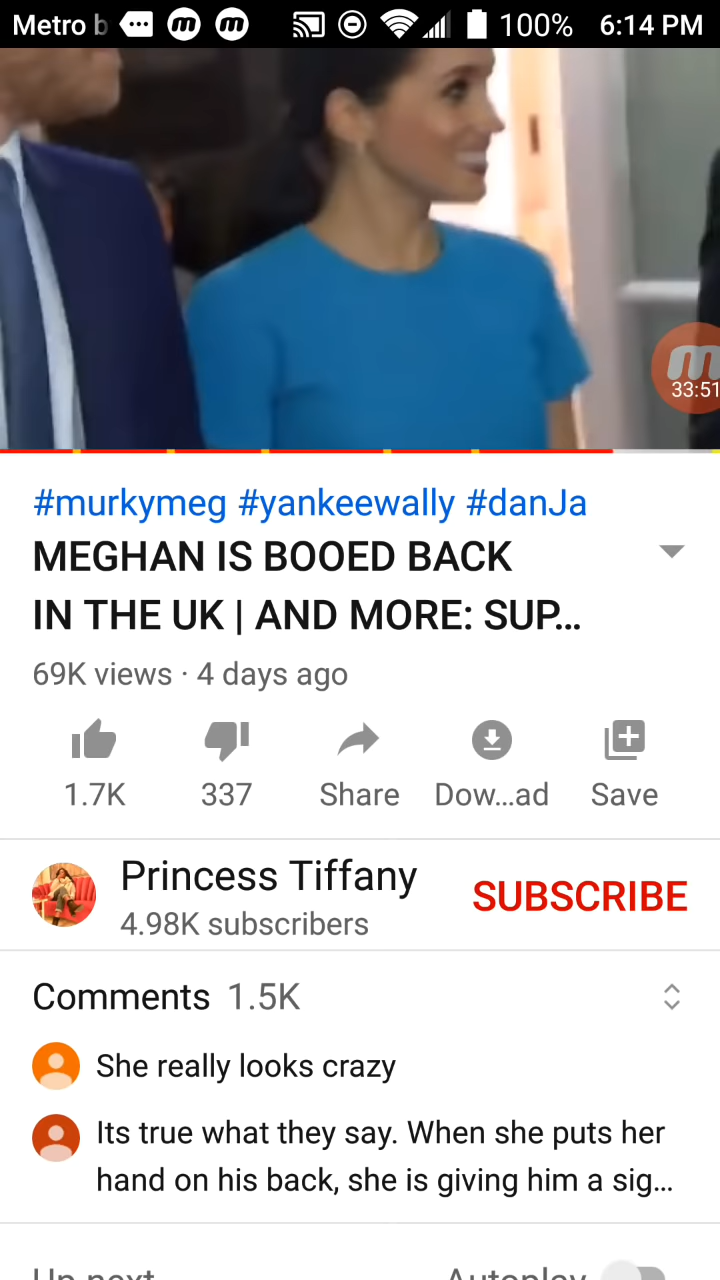 Metro b
m
m
100%
6:14 PM
m
33:51
#murkymeg #yankeewally #danJa
MEGHAN IS BOOED BACK
IN THE UK | AND MORE: SUP...
69K views · 4 days ago
1.7K
337
Share
Dow...ad
Save
Princess Tiffany
4.98K subscribers
SUBSCRIBE
Comments 1.5K
She really looks crazy
Its true what they say. When she puts her
hand on his back, she is giving him a sig...
Up next
Autoplay